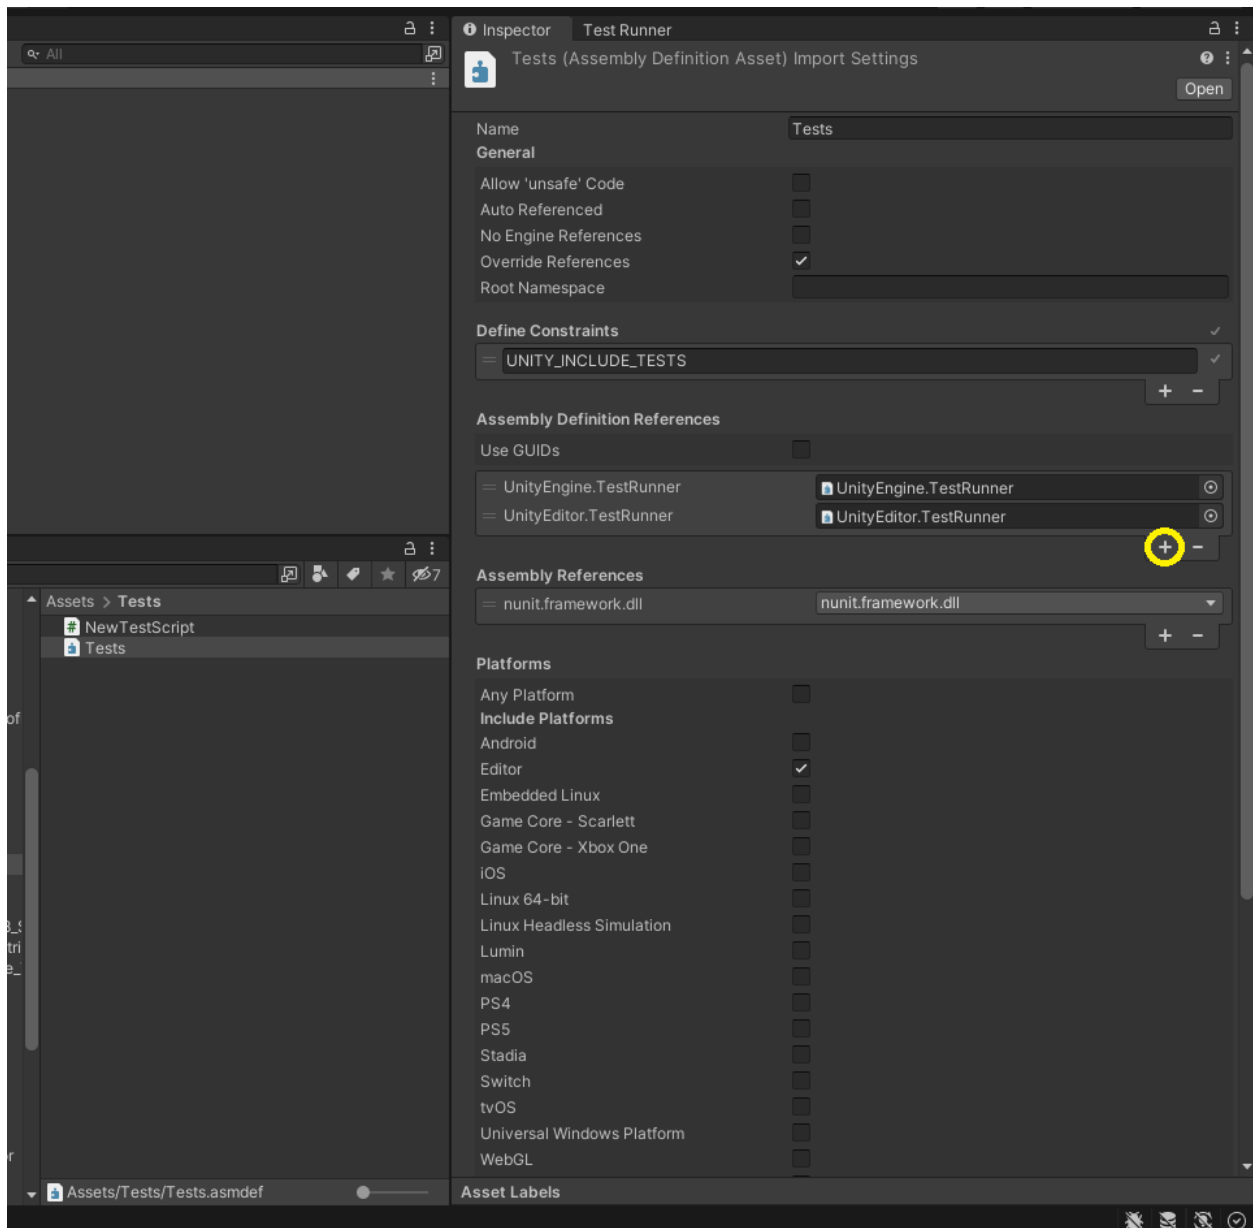 All
Inspector
Test Runner
Tests (Assembly Definition Asset) Import Settings
Open
Name
Tests
General
Allow 'unsafe' Code
Auto Referenced
No Engine References
Override References
Root Namespace
Define Constraints
UNITY_INCLUDE_TESTS
Assembly Definition References
Use GUIDs
UnityEngine.TestRunner
UnityEngine.TestRunner
UnityEditor.TestRunner
UnityEditor.TestRunner
Assembly References
nunit.framework.dll
nunit.framework.dll
Platforms
Any Platform
Include Platforms
Android
Editor
Embedded Linux
Game Core - Scarlett
Game Core - Xbox One
iOS
Linux 64-bit
Linux Headless Simulation
Lumin
macOS
PS4
PS5
Stadia
Switch
tvOS
Universal Windows Platform
WebGL
Asset Labels
7
Assets > Tests
NewTestScript
Tests
of
tri
Assets/Tests/Tests.asmdef